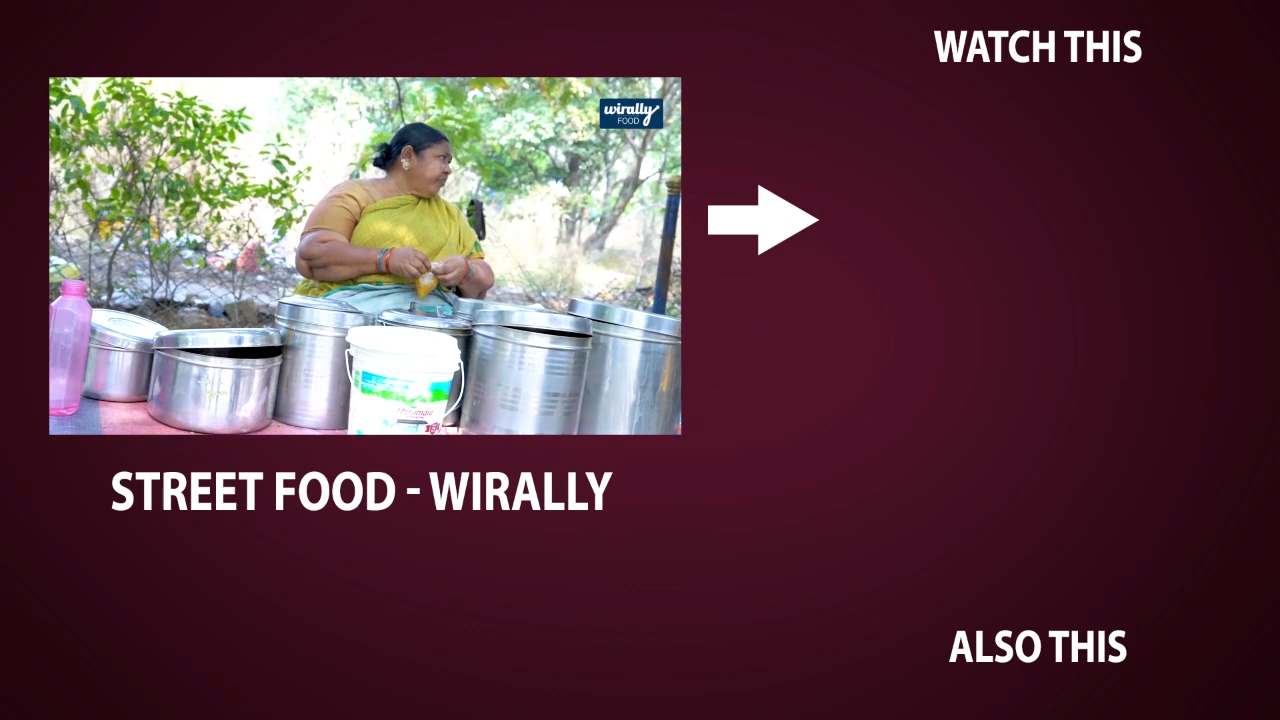 WATCH THIS
wirally
FOOD
STREET FOOD - WIRALLY
ALSO THIS